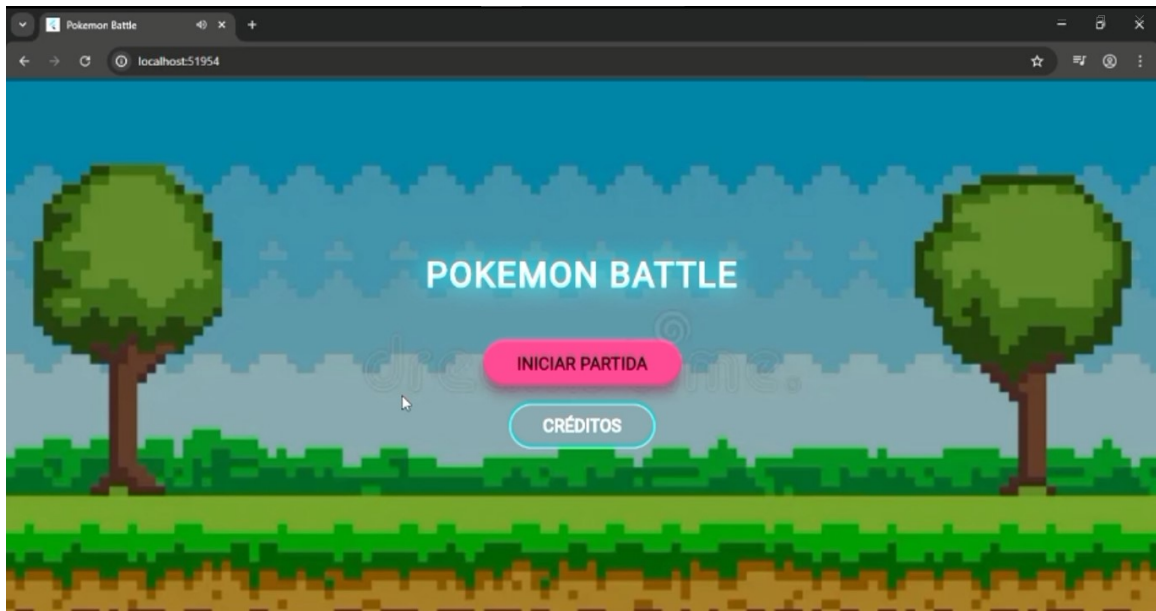 Pokemon Battle
localhost:51954
POKEMON BATTLE
INICIAR PARTIDA
CRÉDITOS